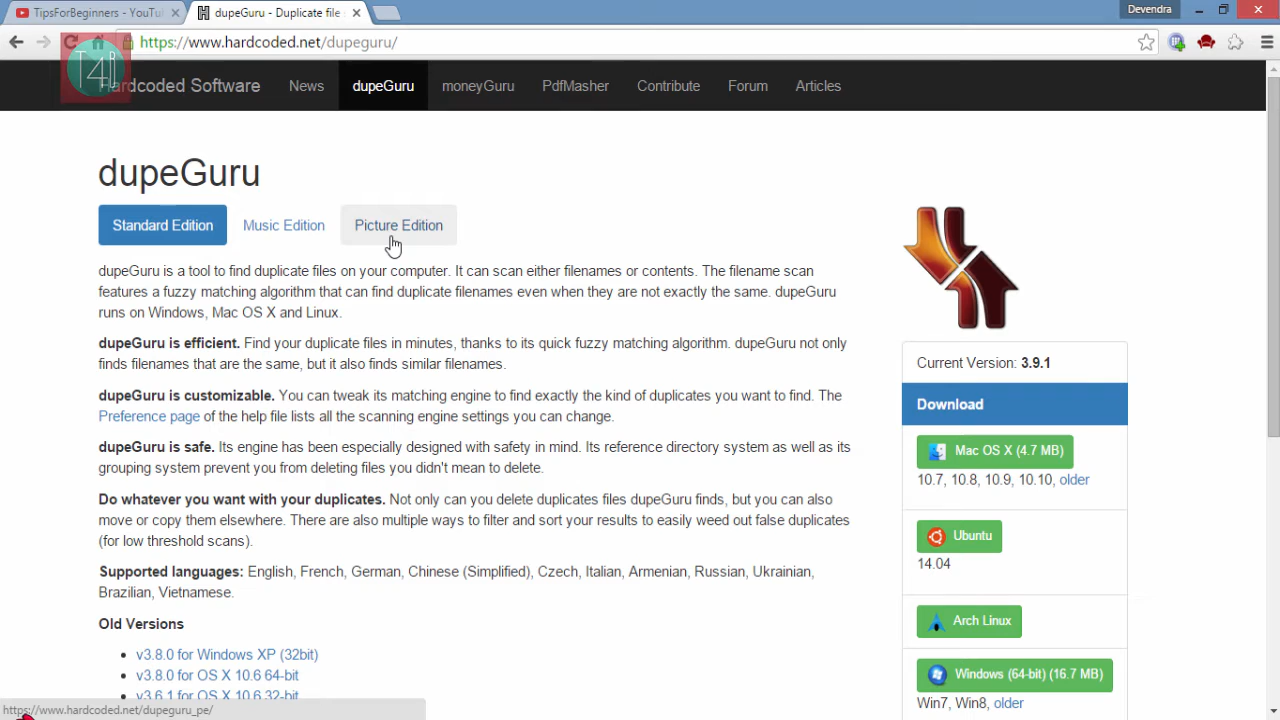 TipsForBeginners - YouTu
dupeGuru - Duplicate file
Devendra
https://www.hardcoded.net/dupeguru/
T4B
Hardcoded Software
News
dupeGuru
moneyGuru
PdfMasher
Contribute
Forum
Articles
dupeGuru
Standard Edition
Music Edition
Picture Edition
dupeGuru is a tool to find duplicate files on your computer. It can scan either filenames or contents. The filename scan
features a fuzzy matching algorithm that can find duplicate filenames even when they are not exactly the same. dupeGuru
runs on Windows, Mac OS X and Linux.
dupeGuru is efficient. Find your duplicate files in minutes, thanks to its quick fuzzy matching algorithm. dupeGuru not only
finds filenames that are the same, but it also finds similar filenames.
dupeGuru is customizable. You can tweak its matching engine to find exactly the kind of duplicates you want to find. The
Preference page of the help file lists all the scanning engine settings you can change.
dupeGuru is safe. Its engine has been especially designed with safety in mind. Its reference directory system as well as its
grouping system prevent you from deleting files you didn't mean to delete.
Do whatever you want with your duplicates. Not only can you delete duplicates files dupeGuru finds, but you can also
move or copy them elsewhere. There are also multiple ways to filter and sort your results to easily weed out false duplicates
(for low threshold scans).
Supported languages: English, French, German, Chinese (Simplified), Czech, Italian, Armenian, Russian, Ukrainian,
Brazilian, Vietnamese.
Old Versions
v3.8.0 for Windows XP (32bit)
v3.8.0 for OS X 10.6 64-bit
v3.6.1 for OS X 10.6 32-bit
Current Version: 3.9.1
Download
Mac OS X (4.7 MB)
10.7, 10.8, 10.9, 10.10, older
Ubuntu
14.04
Arch Linux
Windows (64-bit) (16.7 MB)
Win7, Win8, older
https://www.hardcoded.net/dupeguru_pe/